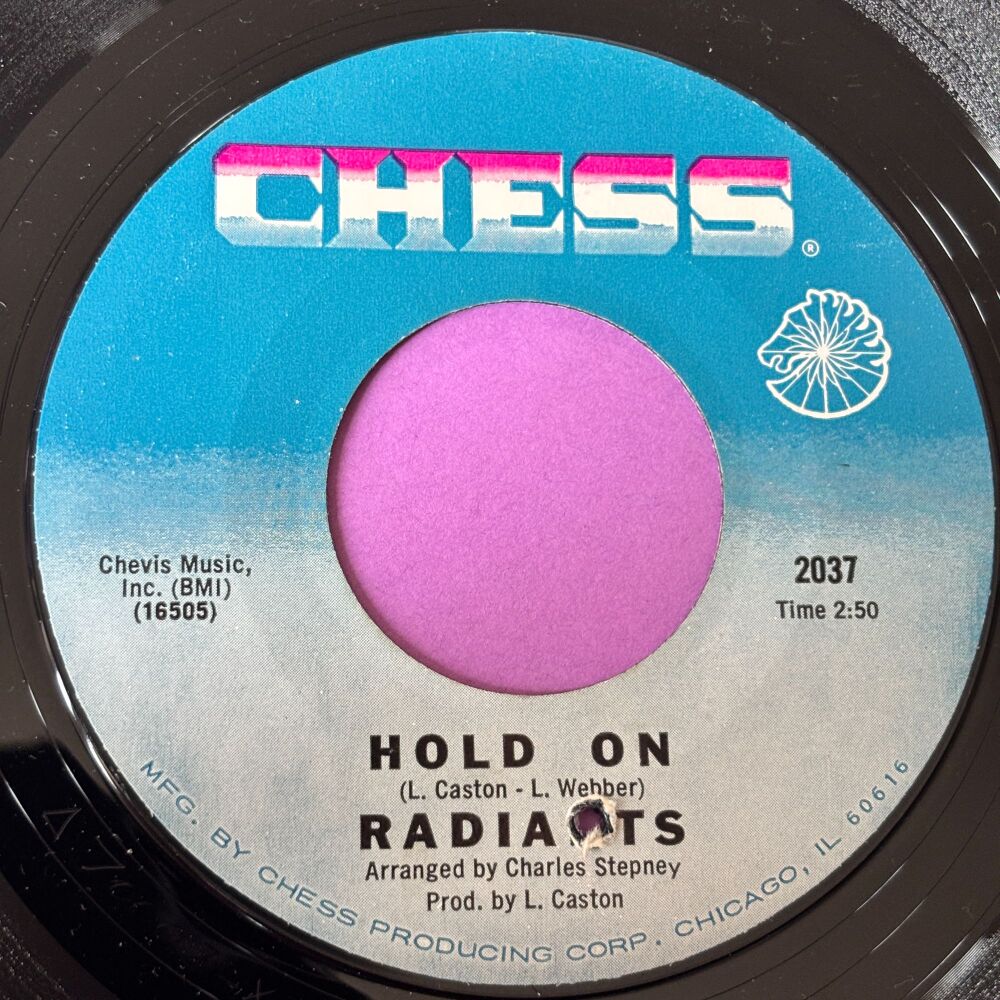 CHESS®
Chevis Music,
Inc. (BMI)
(16505)
2037
Time 2:50
HOLD ON
(L. Caston - L. Webber)
RADIA TS
Arranged by Charles Stepney
Prod. by L. Caston
MFG. BY CHESS PRODUCING CORP. CHICAGO, IL 60616